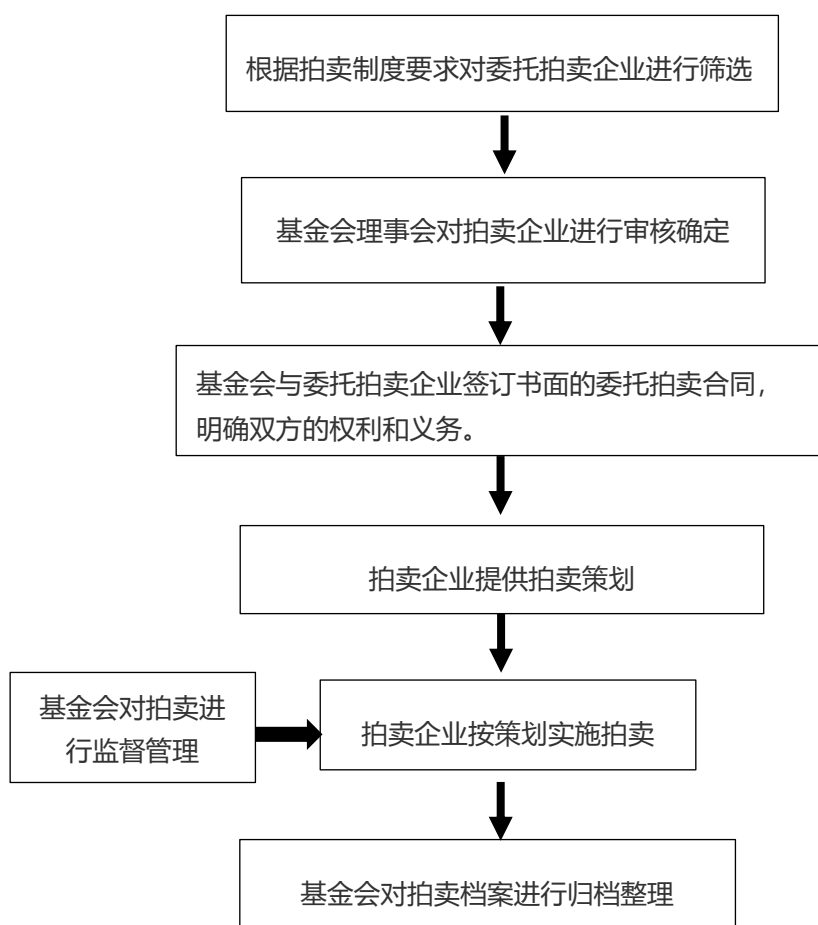 根据拍卖制度要求对委托拍卖企业进行筛选
基金会理事会对拍卖企业进行审核确定
基金会与委托拍卖企业签订书面的委托拍卖合同，
明确双方的权利和义务。
拍卖企业提供拍卖策划
基金会对拍卖进
行监督管理
拍卖企业按策划实施拍卖
基金会对拍卖档案进行归档整理